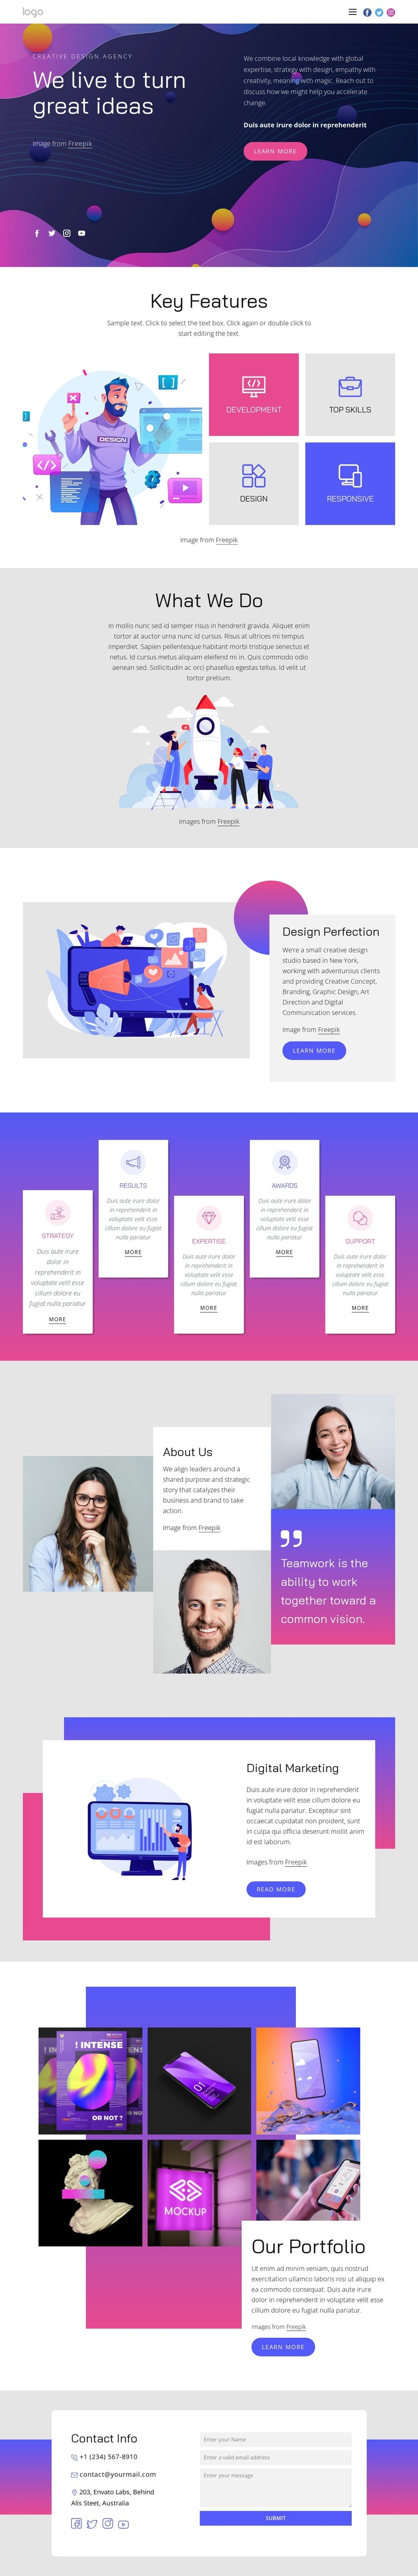 logo
CREATIVE DESIGN AGENCY
We live to turn
great ideas
Image from Freepik
We combine local knowledge with global
expertise, strategy with design, empathy with
creativity, meaning with magic. Reach out to
discuss how we might help you accelerate
change.
Duis aute irure dolor in reprehenderit
LEARN MORE
Key Features
Sample text. Click to select the text box. Click again or double click to
start editing the text.
DESIGN
DEVELOPMENT
TOP SKILLS
DESIGN
RESPONSIVE
Image from Freepik
What We Do
In mollis nunc sed id semper risus in hendrerit gravida. Aliquet enim
tortor at auctor urna nunc id cursus. Risus at ultrices mi tempus
imperdiet. Sapien pellentesque habitant morbi tristique senectus et
netus. Id cursus metus aliquam eleifend mi in. Quis commodo odio
aenean sed. Sollicitudin ac orci phasellus egestas tellus. Id velit ut
tortor pretium.
Images from Freepik
Design Perfection
We're a small creative design
studio based in New York,
working with adventurous clients
and providing Creative Concept,
Branding, Graphic Design, Art
Direction and Digital
Communication services.
Image from Freepik
LEARN MORE
STRATEGY
Duis aute irure
dolor in
reprehenderit in
voluptate velit esse
cillum dolore eu
fugiat nulla pariatur
MORE
RESULTS
Duis aute irure dolor
in reprehenderit in
voluptate velit esse
cillum dolore eu fugiat
nulla pariatur
MORE
EXPERTISE
Duis aute irure dolor
in reprehenderit in
voluptate velit esse
cillum dolore eu fugiat
nulla pariatur
MORE
AWARDS
Duis aute irure dolor
in reprehenderit in
voluptate velit esse
cillum dolore eu fugiat
nulla pariatur
MORE
SUPPORT
Duis aute irure dolor
in reprehenderit in
voluptate velit esse
cillum dolore eu fugiat
nulla pariatur
MORE
About Us
We align leaders around a
shared purpose and strategic
story that catalyzes their
business and brand to take
action.
Image from Freepik
Teamwork is the
ability to work
together toward a
common vision.
Digital Marketing
Duis aute irure dolor in reprehenderit
in voluptate velit esse cillum dolore eu
fugiat nulla pariatur. Excepteur sint
occaecat cupidatat non proident, sunt
in culpa qui officia deserunt mollit anim
id est laborum.
Images from Freepik
READ MORE
! INTENSE
OR NOT ?
01
MOCKUP
Our Portfolio
Ut enim ad minim veniam, quis nostrud
exercitation ullamco laboris nisi ut aliquip ex
ea commodo consequat. Duis aute irure
dolor in reprehenderit in voluptate velit esse
cillum dolore eu fugiat nulla pariatur.
Images from Freepik
LEARN MORE
Contact Info
+1 (234) 567-8910
contact@yourmail.com
203, Envato Labs, Behind
Alis Steet, Australia
Enter your Name
Enter a valid email address
Enter your message
SUBMIT